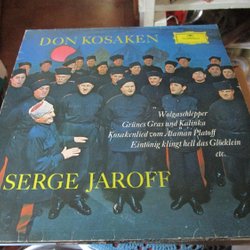 DON KOSAKEN
Wolgaschlepper
Grünes Gras und Kalinka
Kosakenlied vom Ataman Platoff
Eintönig klingt hell das Glöcklein
etc.
SERGE JAROFF